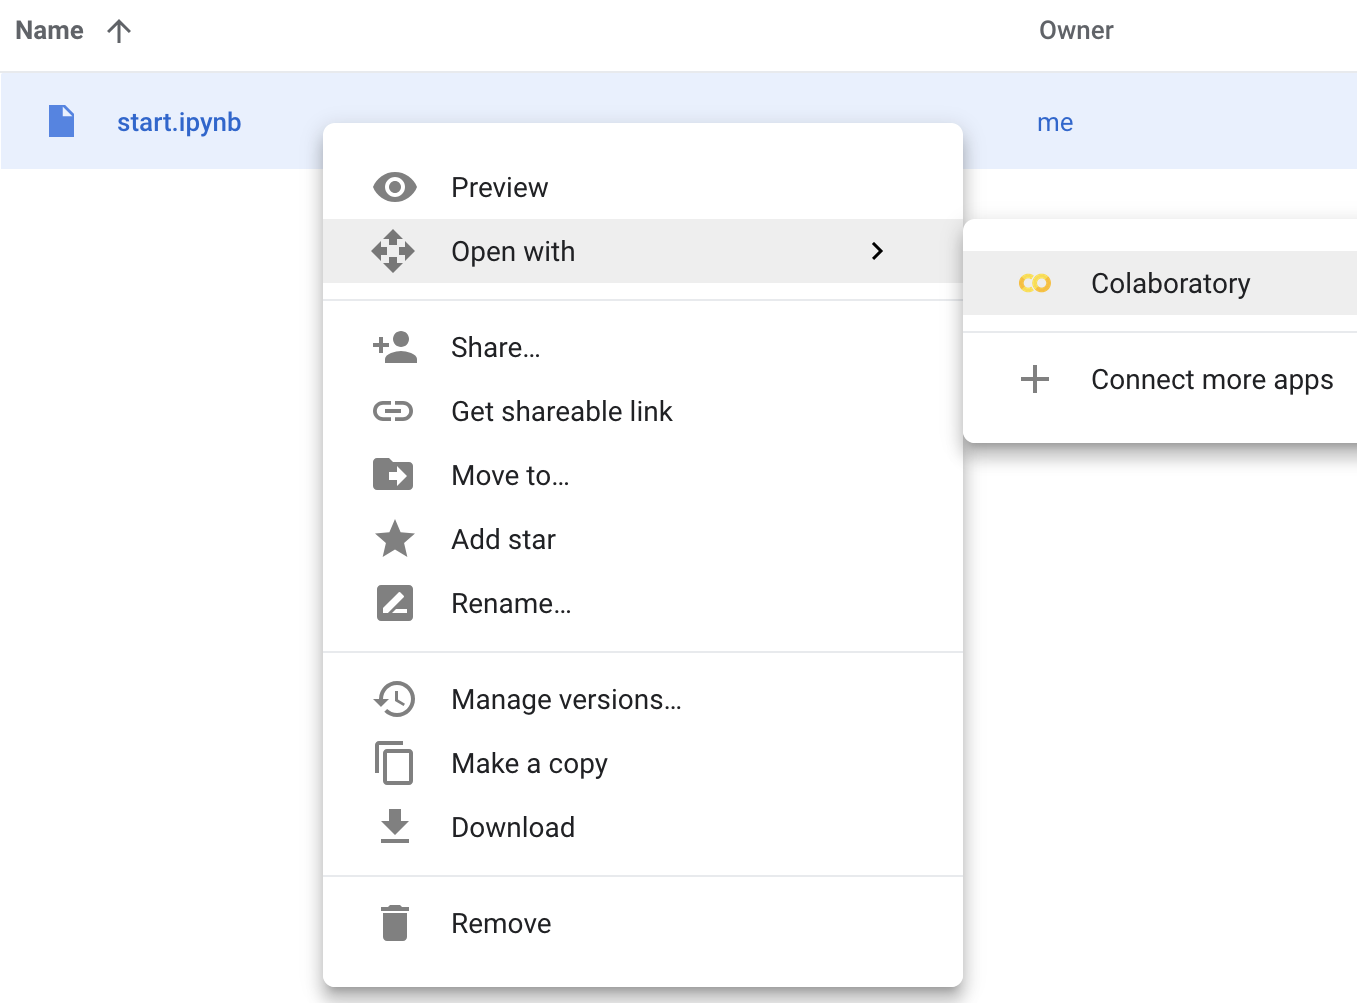 Name
Owner
start.ipynb
me
Preview
Open with
Colaboratory
Connect more apps
Share...
Get shareable link
Move to...
Add star
Rename...
Manage versions...
Make a copy
Download
Remove